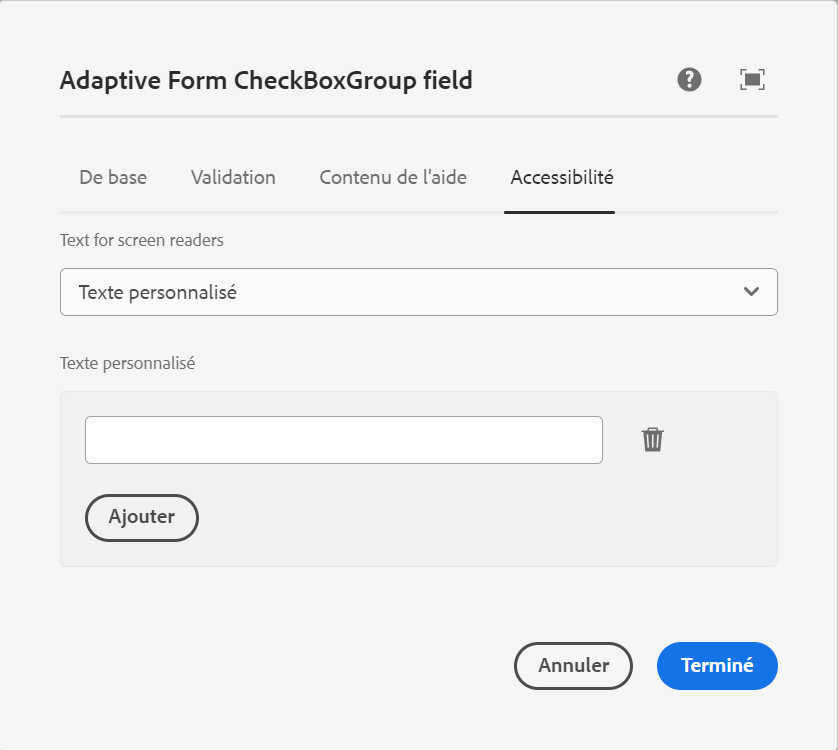 Adaptive Form CheckBoxGroup field
De base Validation Contenu de l'aide Accessibilité
Text for screen readers
Texte personnalisé
Texte personnalisé
Ajouter
Annuler Terminé